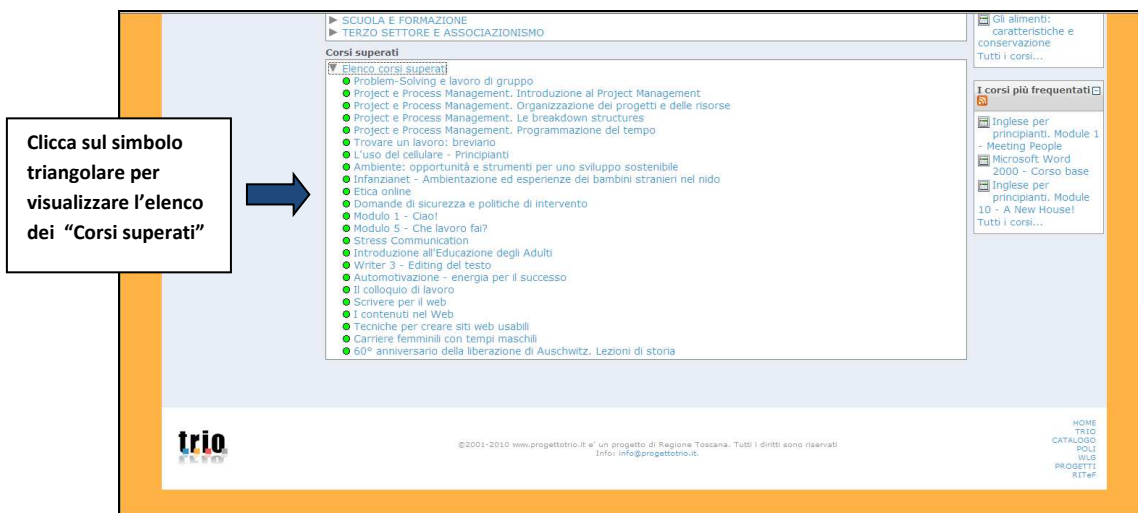 ▶ SCUOLA E FORMAZIONE
▶ TERZO SETTORE E ASSOCIAZIONISMO
Corsi superati
▼ Elenco corsi superati
Problem-Solving e lavoro di gruppo
Project e Process Management. Introduzione al Project Management
Project e Process Management. Organizzazione dei progetti e delle risorse
Project e Process Management. Le breakdown structures
Project e Process Management. Programmazione del tempo
Trovare un lavoro: breviario
L'uso del cellulare - Principianti
Ambiente: opportunità e strumenti per uno sviluppo sostenibile
Infanzianet - Ambientazione ed esperienze dei bambini stranieri nel nido
Etica online
Domande di sicurezza e politiche di intervento
Modulo 1 - Ciao!
Modulo 5 - Che lavoro fai?
Stress Communication
Introduzione all'Educazione degli Adulti
Writer 3 - Editing del testo
Automotivazione - energia per il successo
Il colloquio di lavoro
Scrivere per il web
I contenuti nel Web
Tecniche per creare siti web usabili
Carriere femminili con tempi maschili
60° anniversario della liberazione di Auschwitz. Lezioni di storia
Clicca sul simbolo
triangolare per
visualizzare l'elenco
dei “Corsi superati”
Gli alimenti:
caratteristiche e
conservazione
Tutti i corsi...
I corsi più frequentati
Inglese per
principianti. Module 1
- Meeting People
Microsoft Word
2000 - Corso base
Inglese per
principianti. Module
10 - A New House!
Tutti i corsi...
trio
©2001-2010 www.progettotrio.it e' un progetto di Regione Toscana. Tutti i diritti sono riservati
Info: info@progettotrio.it.
HOME
TRIO
CATALOGO
POLI
WLG
PROGETTI
RITeF